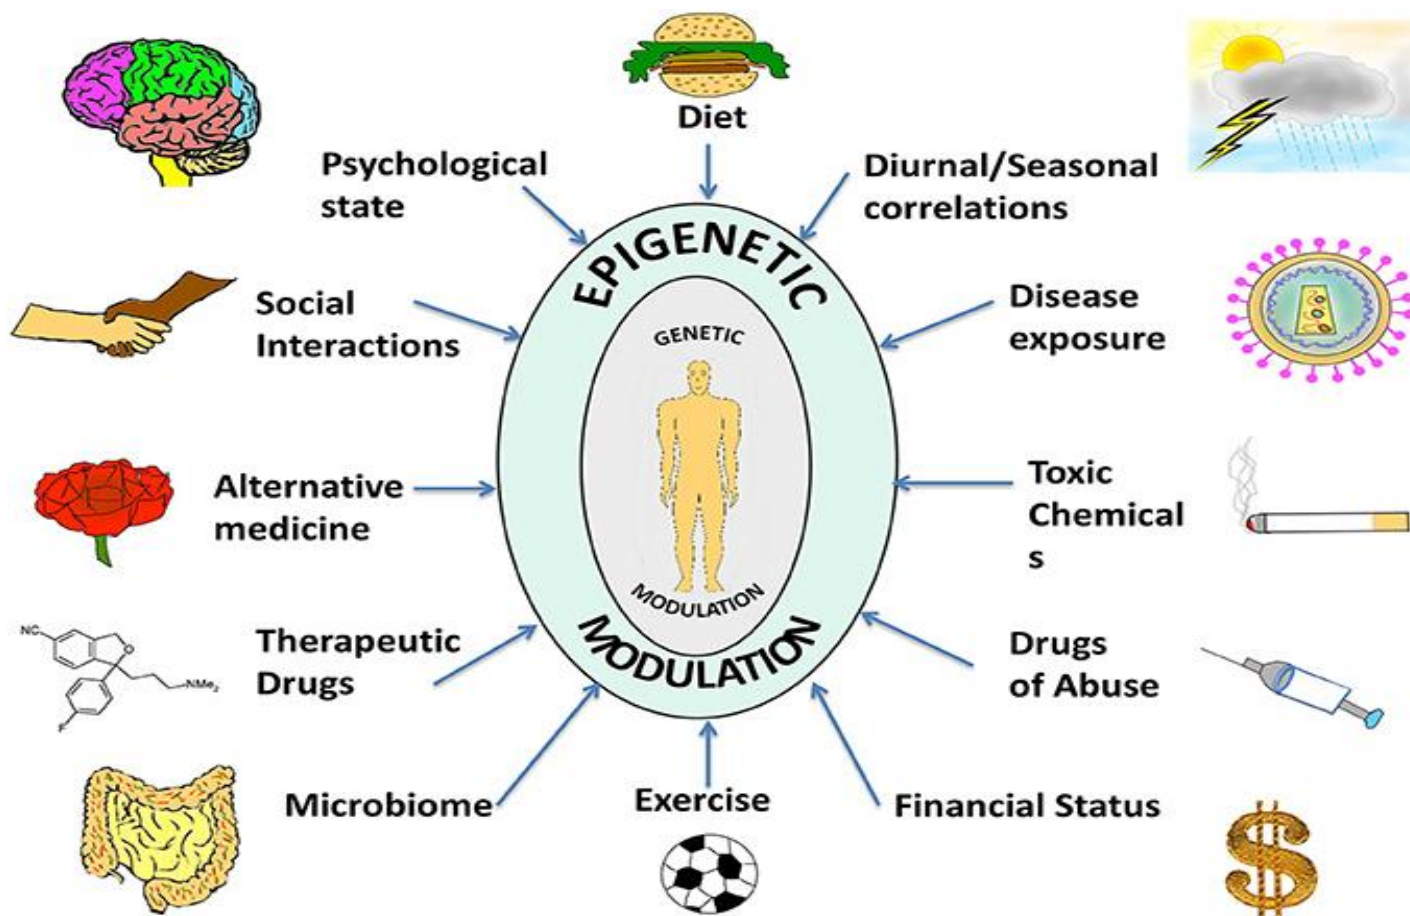 Diet
Psychological
state
Diurnal/Seasonal
correlations
EPIGENETIC
Social
Interactions
Disease
exposure
GENETIC
Alternative
medicine
Toxic
Chemical
s
MODULATION
MODULATION
Therapeutic
Drugs
Drugs
of Abuse
NC
O
NMe₂
F
Microbiome
Exercise
Financial Status
$